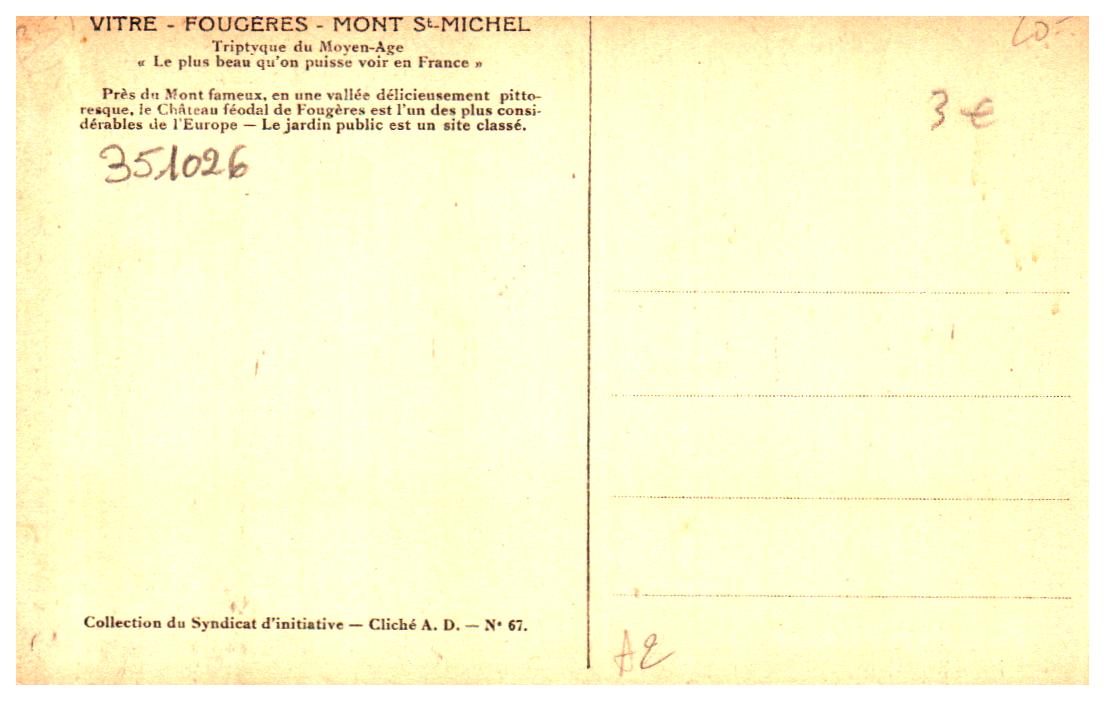 VITRE - FOUGÈRES - MONT St-MICHEL
Triptyque du Moyen-Age
« Le plus beau qu'on puisse voir en France »
Près du Mont fameux, en une vallée délicieusement pitto-
resque, le Château féodal de Fougères est l'un des plus consi-
dérables de l'Europe — Le jardin public est un site classé.
351026
3 €
Collection du Syndicat d'initiative — Cliché A. D. — N° 67.
A2